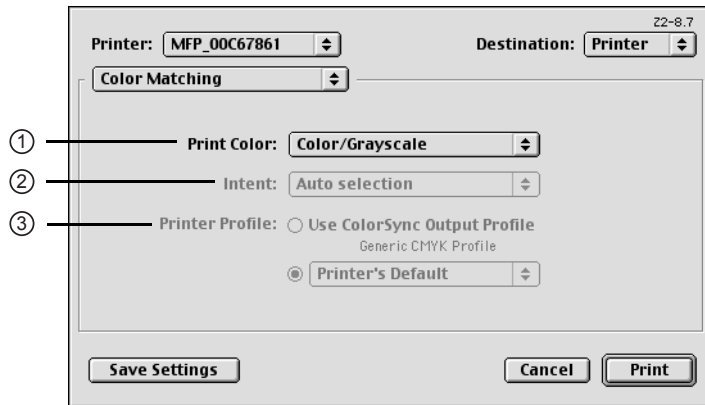 Z2-8.7
Printer: MFP_00C67861 Destination: Printer
Color Matching
① Print Color: Color/Grayscale
② Intent: Auto selection
③ Printer Profile: Use ColorSync Output Profile
Generic CMYK Profile
Printer's Default
Save Settings Cancel Print